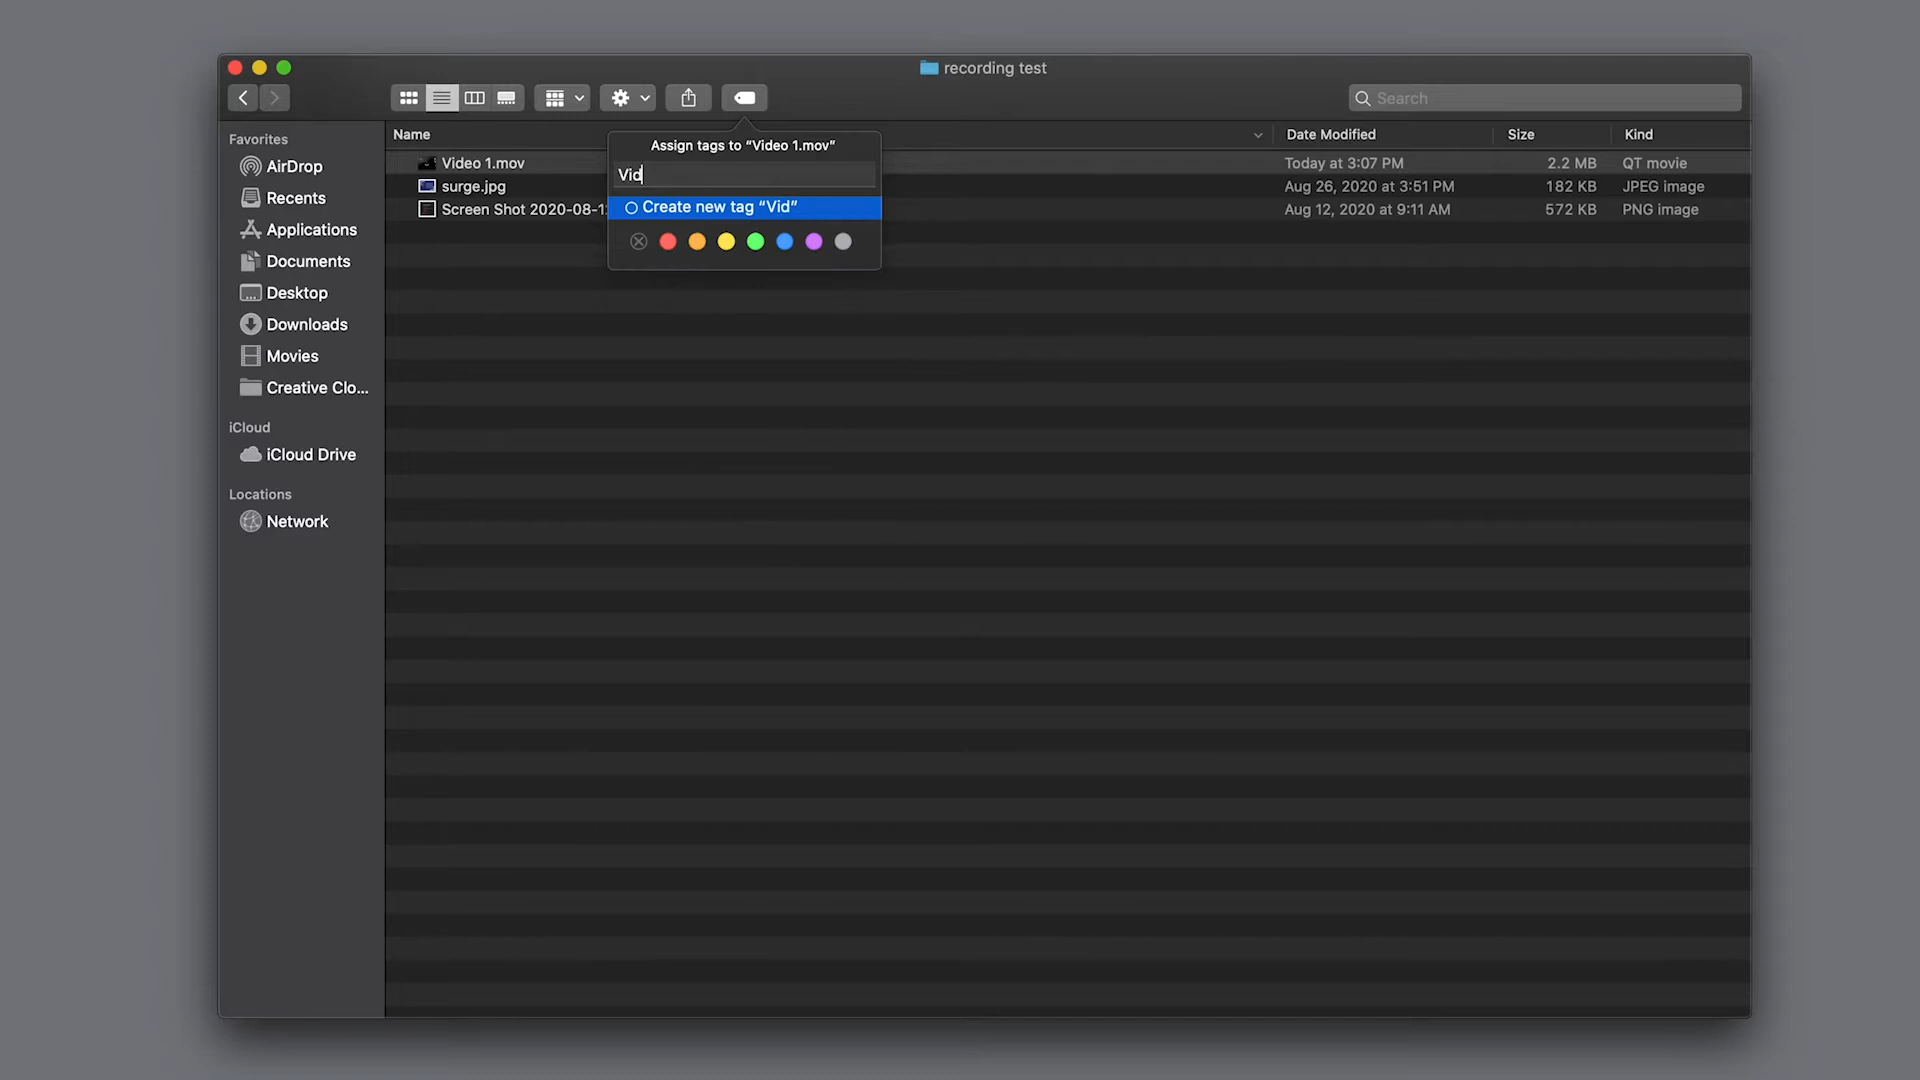 recording test
Search
Favorites
AirDrop
Recents
Applications
Documents
Desktop
Downloads
Movies
Creative Clo...
iCloud
iCloud Drive
Locations
Network
Name
Date Modified
Size
Kind
Video 1.mov
Today at 3:07 PM
2.2 MB
QT movie
surge.jpg
Aug 26, 2020 at 3:51 PM
182 KB
JPEG image
Screen Shot 2020-08-1
Aug 12, 2020 at 9:11 AM
572 KB
PNG image
Assign tags to “Video 1.mov”
Vid
Create new tag “Vid”